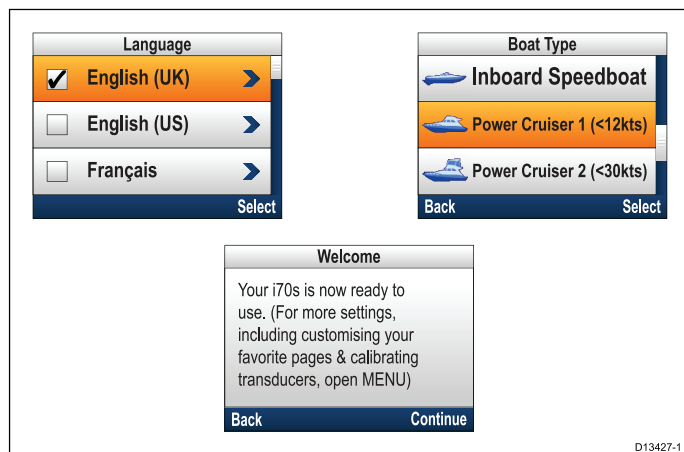 Language
English (UK)
English (US)
Français
Select
Boat Type
Inboard Speedboat
Power Cruiser 1 (<12kts)
Power Cruiser 2 (<30kts)
Back Select
Welcome
Your i70s is now ready to
use. (For more settings,
including customising your
favorite pages & calibrating
transducers, open MENU)
Back Continue
D13427-1